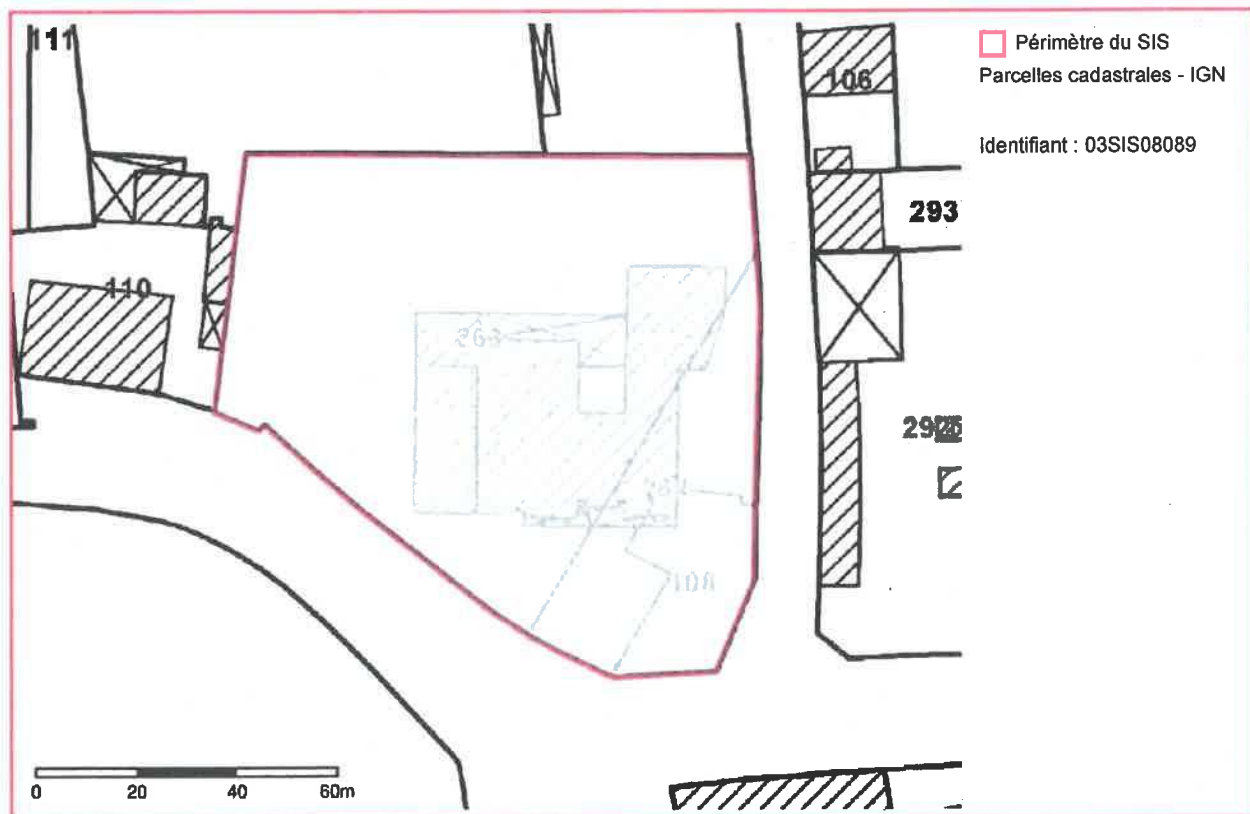 111
Périmètre du SIS
Parcelles cadastrales - IGN
106
Identifiant : 03SIS08089
293
110
263
108
0 20 40 60m